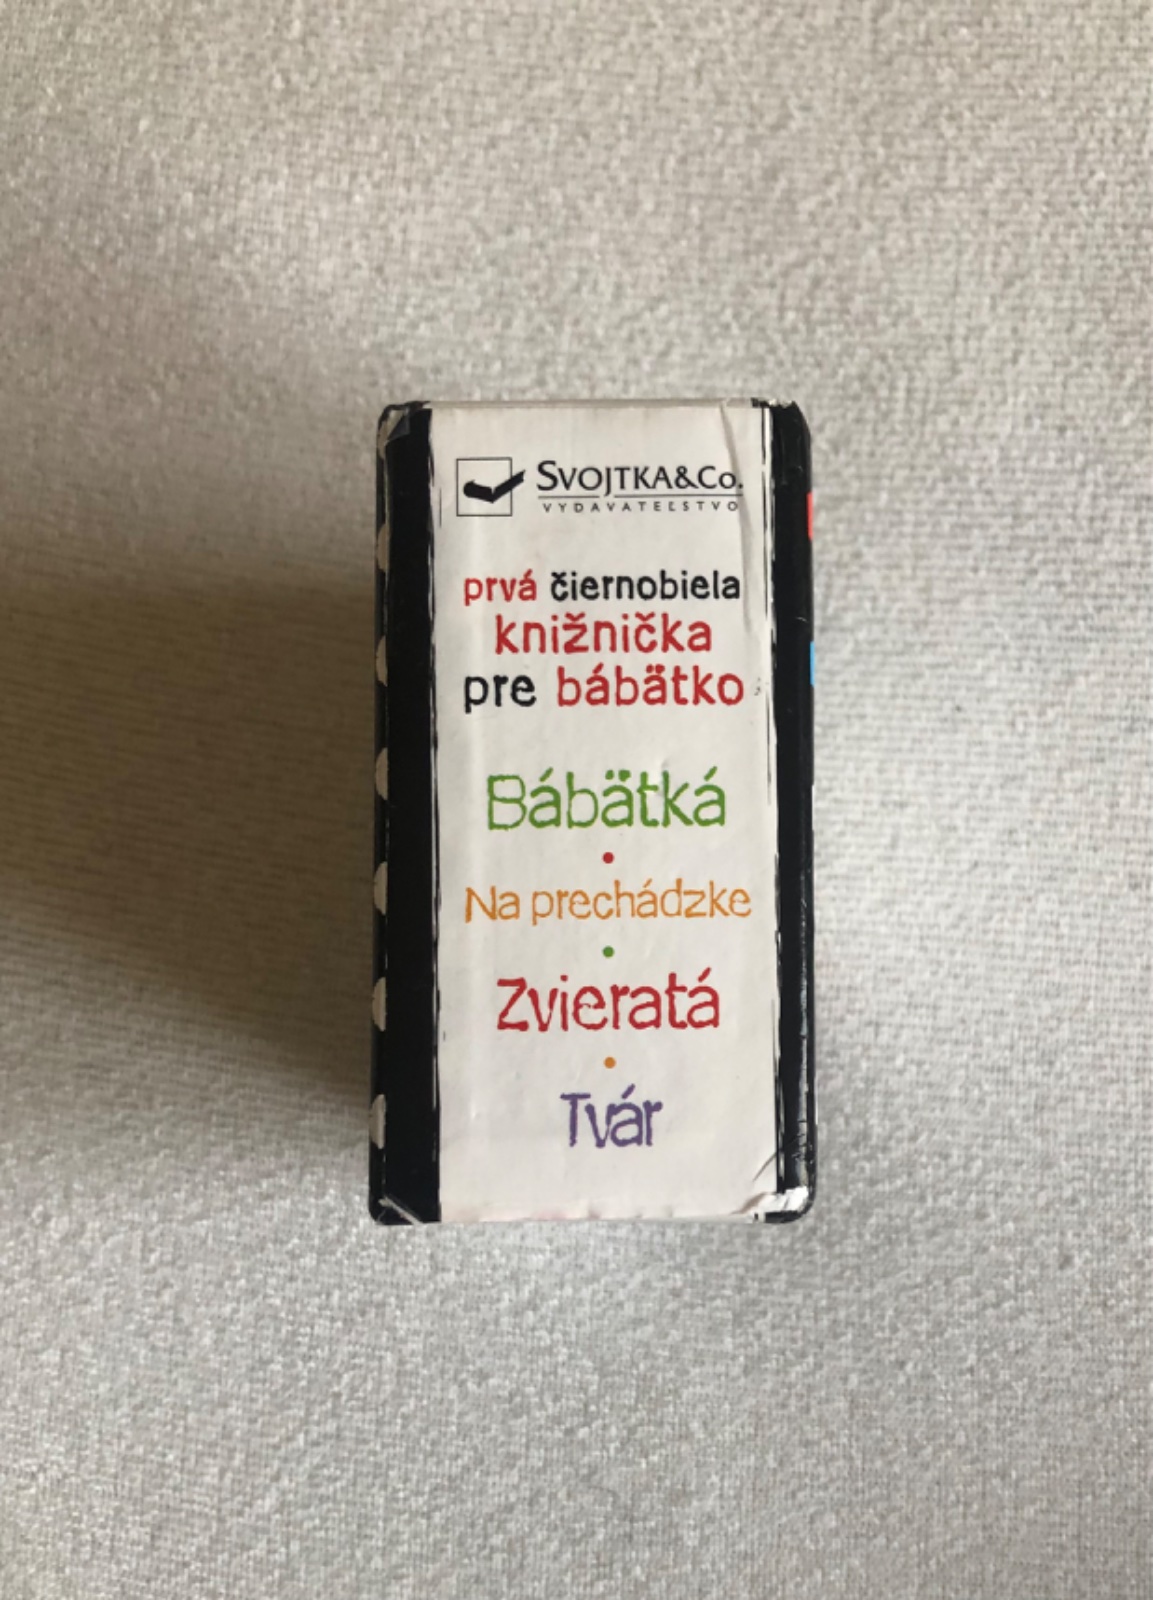 SVOJTKA&CO.
VYDAVATEĽSTVO
prvá čiernobiela
knižnička
pre bábätko
Bábätká
•
Na prechádzke
•
Zvieratá
•
Tvár